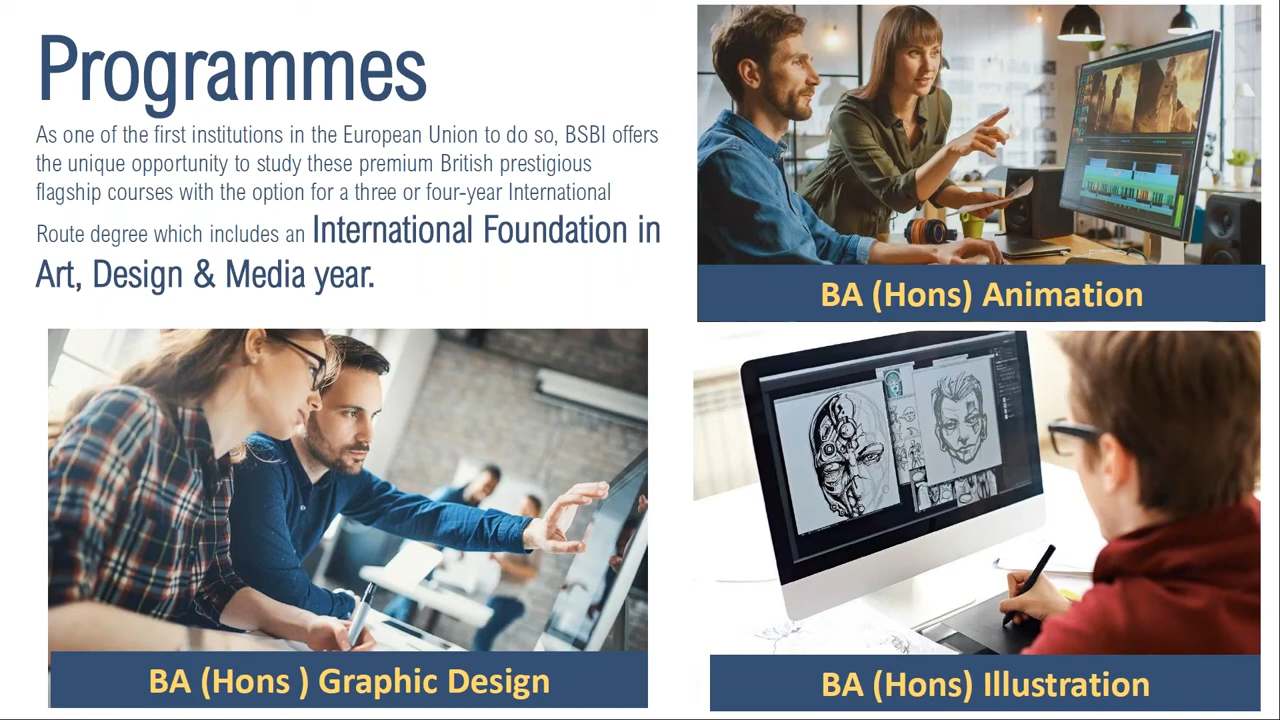 Programmes
As one of the first institutions in the European Union to do so, BSBI offers
the unique opportunity to study these premium British prestigious
flagship courses with the option for a three or four-year International
Route degree which includes an International Foundation in
Art, Design & Media year.
BA (Hons) Animation
BA (Hons ) Graphic Design
BA (Hons) Illustration